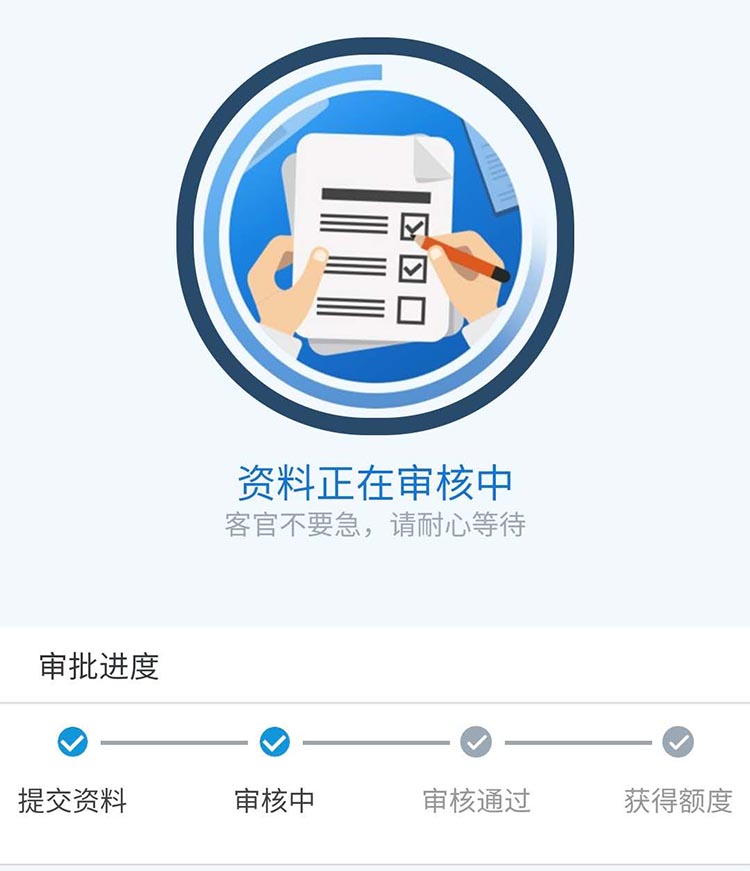 资料正在审核中
客官不要急，请耐心等待
审批进度
提交资料
审核中
审核通过
获得额度